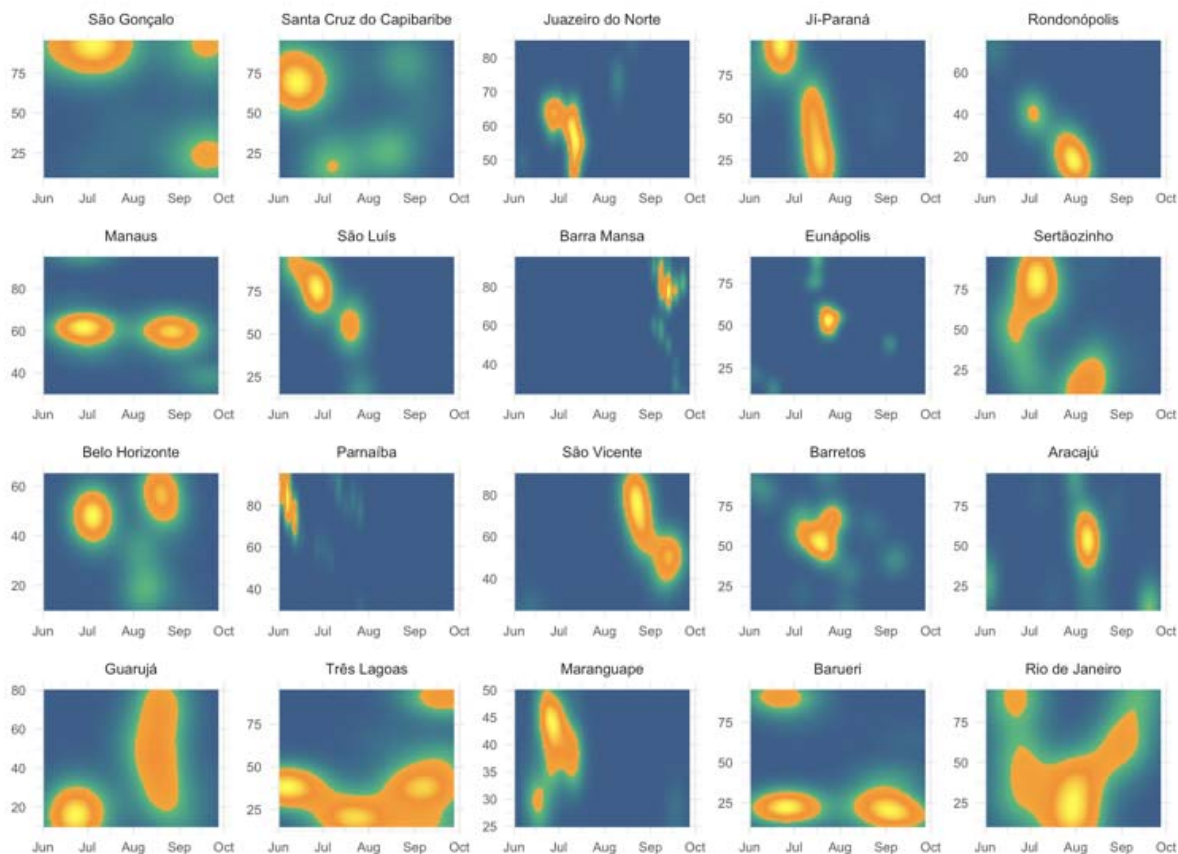 São Gonçalo Santa Cruz do Capibaribe Juazeiro do Norte Jí-Paraná Rondonópolis
75 50 25 75 50 25 80 70 60 50 75 50 25 60 40 20
Jun Jul Aug Sep Oct Jun Jul Aug Sep Oct Jun Jul Aug Sep Oct Jun Jul Aug Sep Oct Jun Jul Aug Sep Oct
Manaus São Luís Barra Mansa Eunápolis Sertãozinho
80 60 40 75 50 25 80 60 40 75 50 25 75 50 25
Jun Jul Aug Sep Oct Jun Jul Aug Sep Oct Jun Jul Aug Sep Oct Jun Jul Aug Sep Oct Jun Jul Aug Sep Oct
Belo Horizonte Parnaíba São Vicente Barretos Aracajú
60 40 20 80 60 40 80 60 40 75 50 25 75 50 25
Jun Jul Aug Sep Oct Jun Jul Aug Sep Oct Jun Jul Aug Sep Oct Jun Jul Aug Sep Oct Jun Jul Aug Sep Oct
Guarujá Três Lagoas Maranguape Barueri Rio de Janeiro
80 60 40 20 75 50 25 50 45 40 35 30 25 75 50 25 75 50 25
Jun Jul Aug Sep Oct Jun Jul Aug Sep Oct Jun Jul Aug Sep Oct Jun Jul Aug Sep Oct Jun Jul Aug Sep Oct